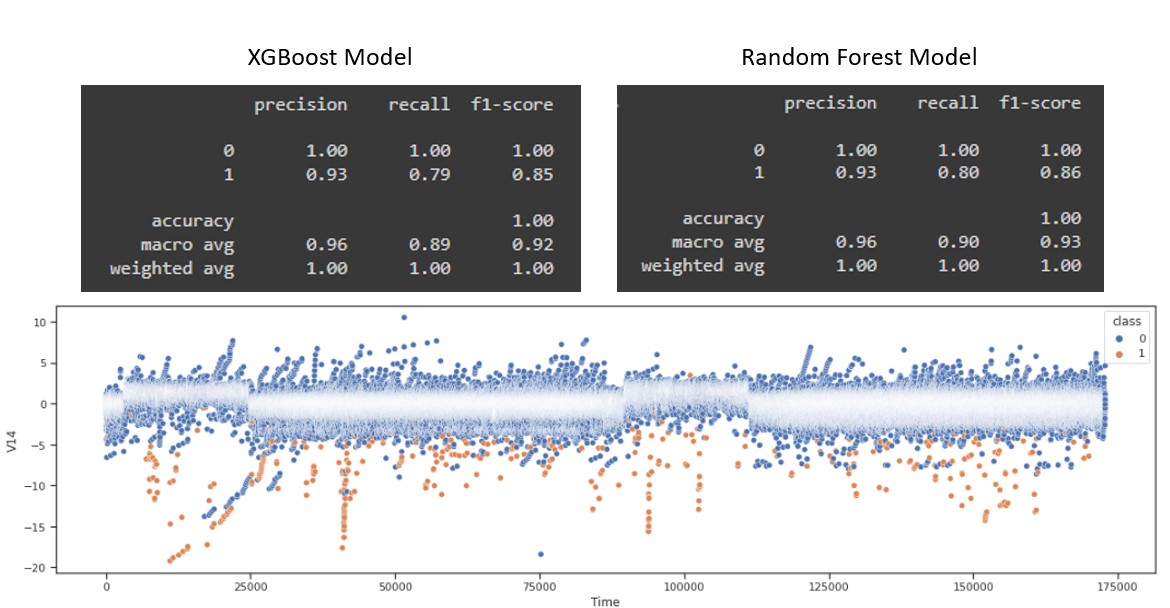 XGBoost Model
precision recall f1-score
0 1.00 1.00 1.00
1 0.93 0.79 0.85
accuracy 1.00
macro avg 0.96 0.89 0.92
weighted avg 1.00 1.00 1.00
Random Forest Model
precision recall f1-score
0 1.00 1.00 1.00
1 0.93 0.80 0.86
accuracy 1.00
macro avg 0.96 0.90 0.93
weighted avg 1.00 1.00 1.00
class
0
1
V14
10
5
0
−5
−10
−15
−20
0 25000 50000 75000 100000 125000 150000 175000
Time